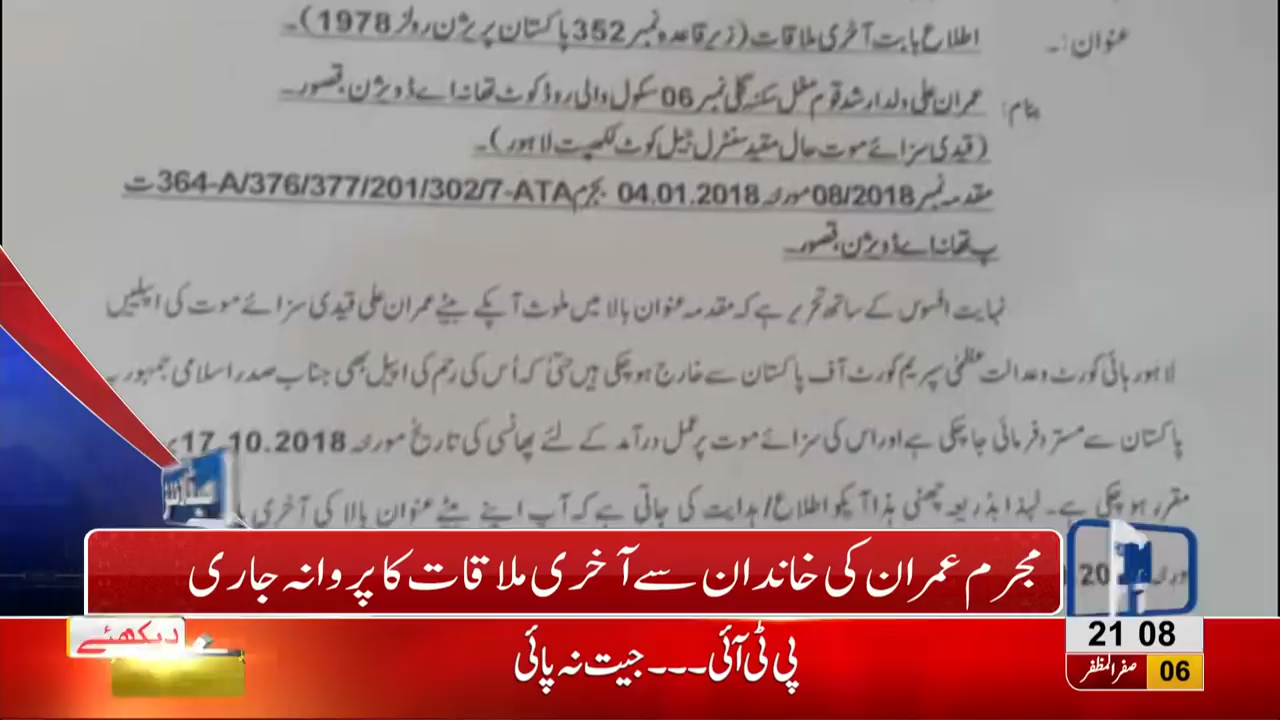 عنوان:۔ اطلاع بابت آخری ملاقات (زیر قاعدہ نمبر 352 پاکستان پریژن رولز 1978)۔
بنام: عمران علی ولد ارشد قوم مغل سکنہ گلی نمبر 06 سکول والی روڈ کوٹ تھانہ اے ڈویژن، قصور۔
(قیدی سزائے موت حال مقید سنٹرل جیل کوٹ لکھپت لاہور)۔
مقدمہ نمبر 08/2018 مورخہ 04.01.2018 بجرم 364-A/376/377/201/302/7-ATA ت
پ تھانہ اے ڈویژن، قصور۔
نہایت افسوس کے ساتھ تحریر ہے کہ مقدمہ عنوان بالا میں ملوث آپکے بیٹے عمران علی قیدی سزائے موت کی اپیلیں
لاہور ہائی کورٹ و عدالت عظمٰی سپریم کورٹ آف پاکستان سے خارج ہو چکی ہیں حتیٰ کہ اُس کی رحم کی اپیل بھی جناب صدر اسلامی جمہوریہ
پاکستان سے مسترد فرمائی جا چکی ہے اور اس کی سزائے موت پر عمل درآمد کے لئے پھانسی کی تاریخ مورخہ 17-10.2018
مقرر ہو چکی ہے۔ لہذا بذریعہ چھٹی ہذا آپکو اطلاع/ہدایت کی جاتی ہے کہ آپ اپنے بیٹے عنوان بالا کی آخری
مجرم عمران کی خاندان سے آخری ملاقات کا پروانہ جاری
دیکھئے
پی ٹی آئی۔۔۔جیت نہ پائی
21 08
06 صفر المظفر